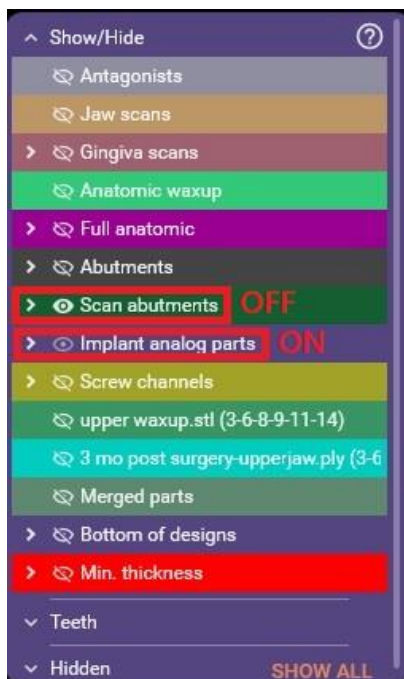 Show/Hide
Antagonists
Jaw scans
Gingiva scans
Anatomic waxup
Full anatomic
Abutments
Scan abutments OFF
Implant analog parts ON
Screw channels
upper waxup.stl (3-6-8-9-11-14)
3 mo post surgery-upperjaw.ply (3-6
Merged parts
Bottom of designs
Min. thickness
Teeth
Hidden SHOW ALL